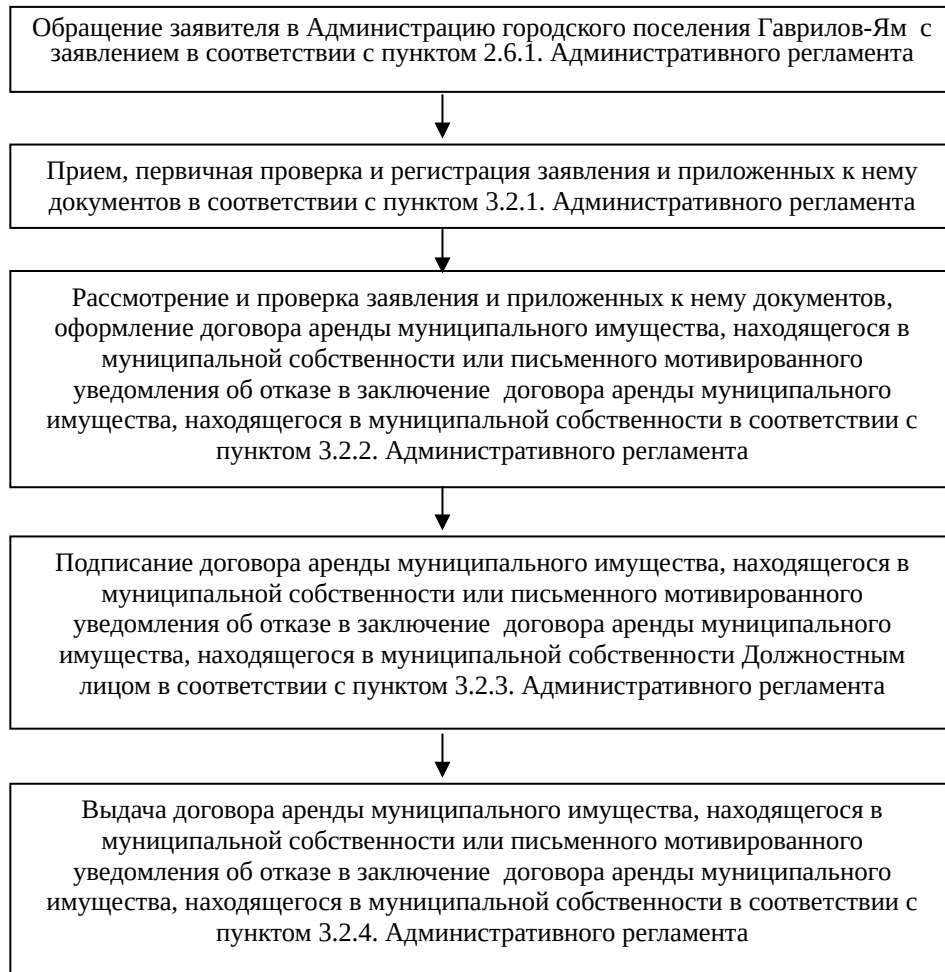 Обращение заявителя в Администрацию городского поселения Гаврилов-Ям  с
заявлением в соответствии с пунктом 2.6.1. Административного регламента
Прием, первичная проверка и регистрация заявления и приложенных к нему
документов в соответствии с пунктом 3.2.1. Административного регламента
Рассмотрение и проверка заявления и приложенных к нему документов,
оформление договора аренды муниципального имущества, находящегося в
муниципальной собственности или письменного мотивированного
уведомления об отказе в заключение  договора аренды муниципального
имущества, находящегося в муниципальной собственности в соответствии с
пунктом 3.2.2. Административного регламента
Подписание договора аренды муниципального имущества, находящегося в
муниципальной собственности или письменного мотивированного
уведомления об отказе в заключение  договора аренды муниципального
имущества, находящегося в муниципальной собственности Должностным
лицом в соответствии с пунктом 3.2.3. Административного регламента
Выдача договора аренды муниципального имущества, находящегося в
муниципальной собственности или письменного мотивированного
уведомления об отказе в заключение  договора аренды муниципального
имущества, находящегося в муниципальной собственности в соответствии с
пунктом 3.2.4. Административного регламента